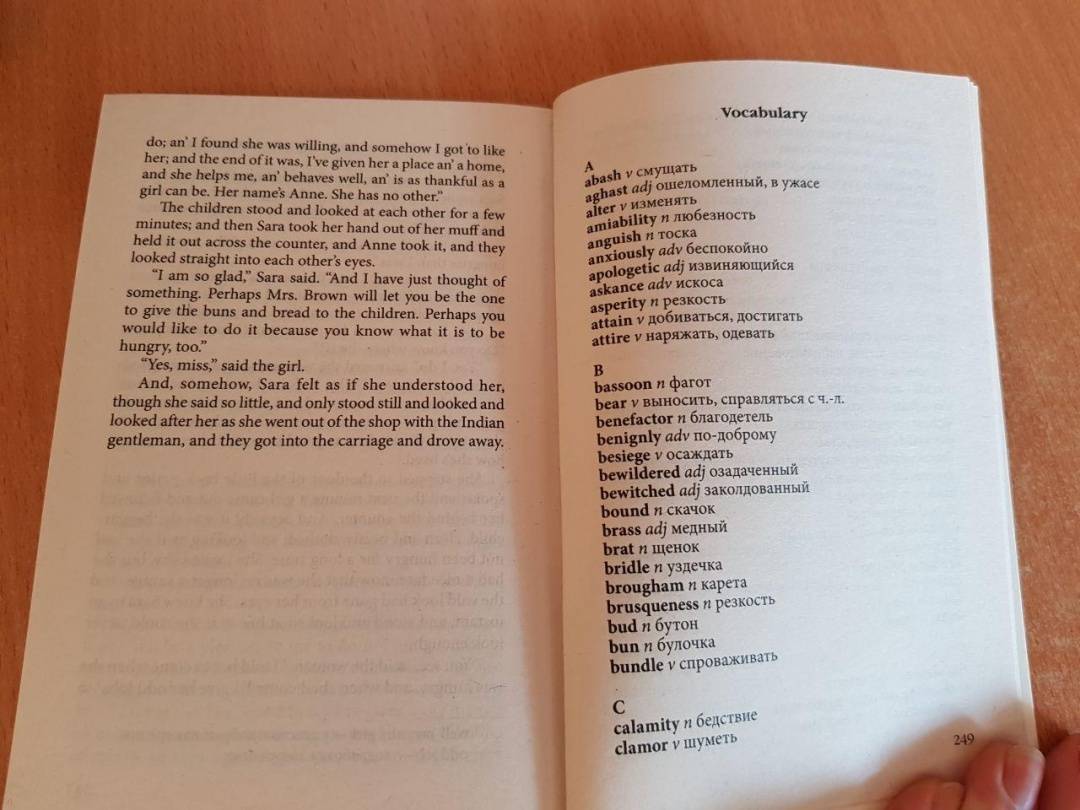 do; an' I found she was willing, and somehow I got to like
her; and the end of it was, I've given her a place an' a home,
and she helps me, an' behaves well, an' is as thankful as a
girl can be. Her name's Anne. She has no other."
The children stood and looked at each other for a few
minutes; and then Sara took her hand out of her muff and
held it out across the counter, and Anne took it, and they
looked straight into each other's eyes.
"I am so glad," Sara said. "And I have just thought of
something. Perhaps Mrs. Brown will let you be the one
to give the buns and bread to the children. Perhaps you
would like to do it because you know what it is to be
hungry, too."
"Yes, miss," said the girl.
And, somehow, Sara felt as if she understood her,
though she said so little, and only stood still and looked and
looked after her as she went out of the shop with the Indian
gentleman, and they got into the carriage and drove away.
Vocabulary
A
abash v смущать
aghast adj ошеломленный, в ужасе
alter v изменять
amiability n любезность
anguish n тоска
anxiously adv беспокойно
apologetic adj извиняющийся
askance adv искоса
asperity n резкость
attain v добиваться, достигать
attire v наряжать, одевать
B
bassoon n фагот
bear v выносить, справляться с ч.-л.
benefactor n благодетель
benignly adv по-доброму
besiege v осаждать
bewildered adj озадаченный
bewitched adj заколдованный
bound n скачок
brass adj медный
brat n щенок
bridle n уздечка
brougham n карета
brusqueness n резкость
bud n бутон
bun n булочка
bundle v спроваживать
C
calamity n бедствие
clamor v шуметь
249